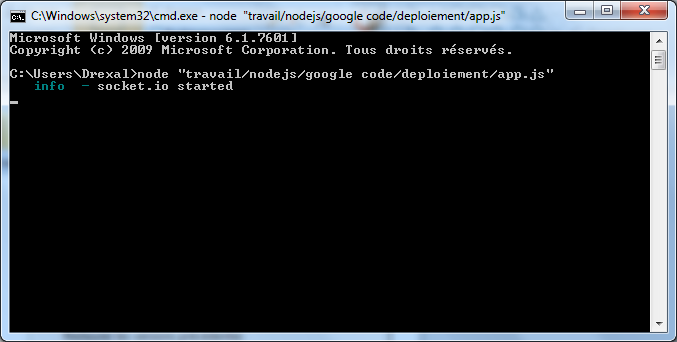 C:\Windows\system32\cmd.exe - node "travail/nodejs/google code/deploiement/app.js"
Microsoft Windows [version 6.1.7601]
Copyright (c) 2009 Microsoft Corporation. Tous droits réservés.
C:\Users\Drexal>node "travail/nodejs/google code/deploiement/app.js"
info - socket.io started